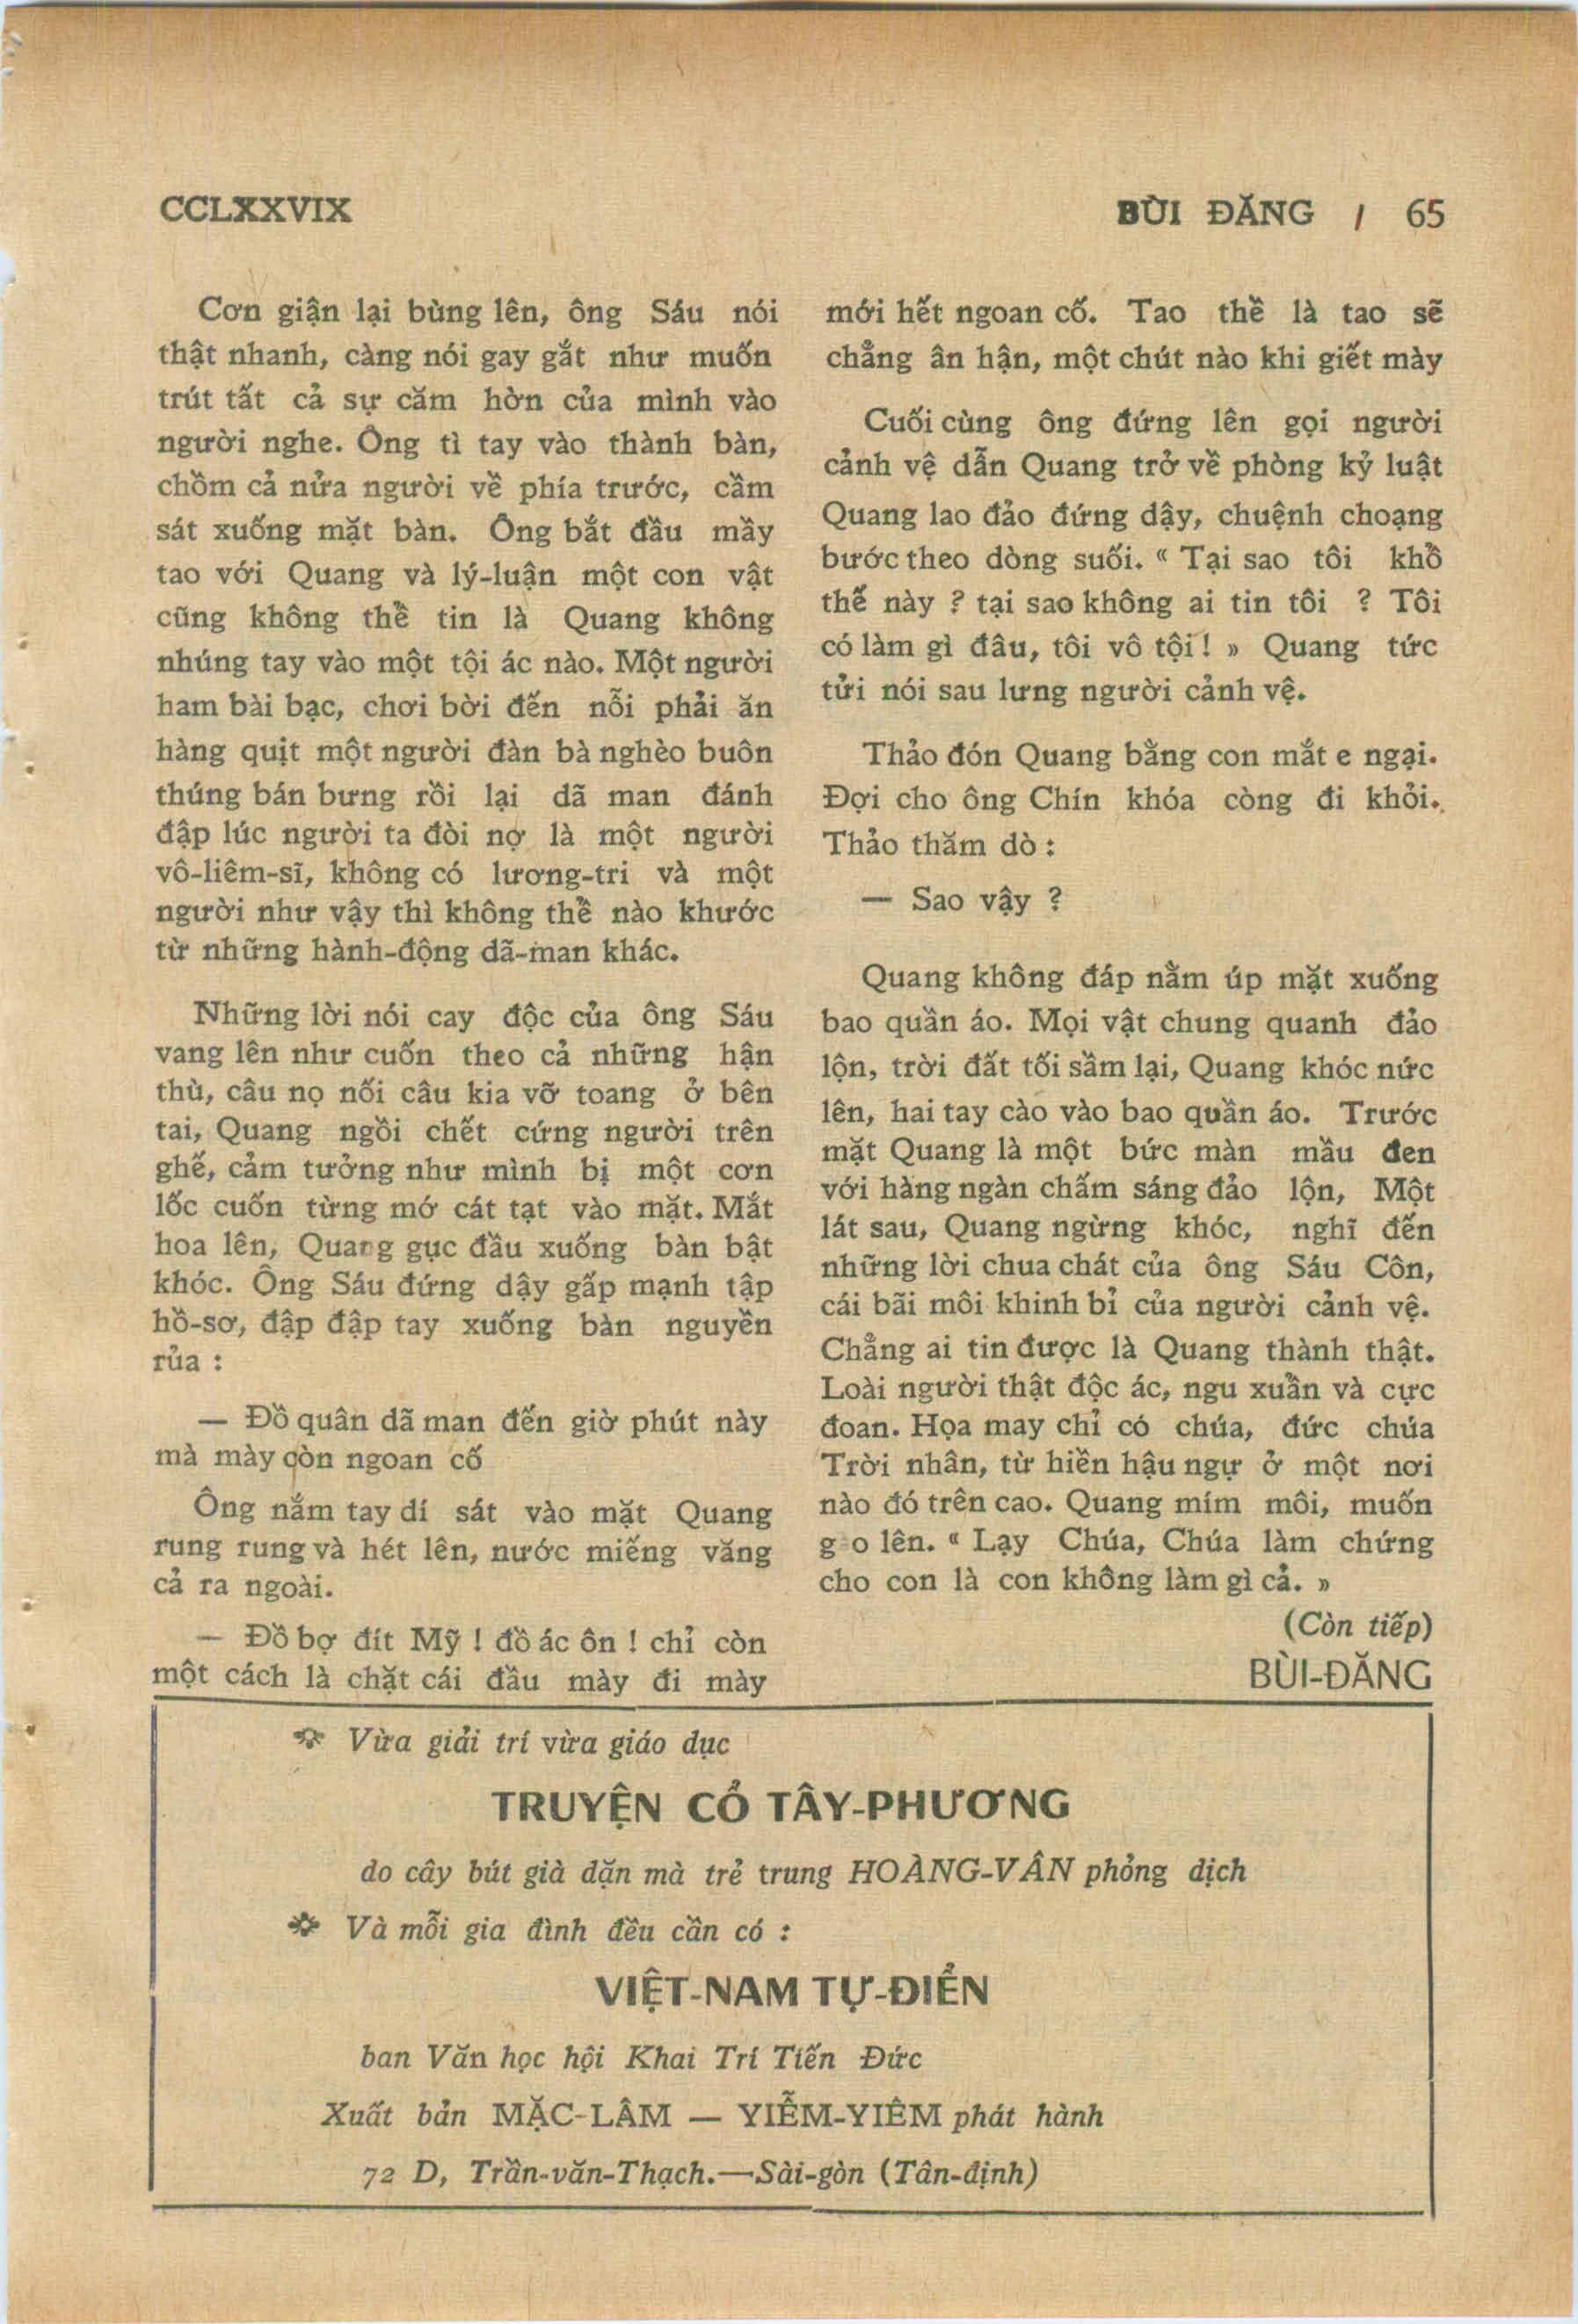 CCLXXVIX
BÙI ĐĂNG / 65
Cơn giận lại bùng lên, ông Sáu nói
thật nhanh, càng nói gay gắt như muốn
trút tất cả sự căm hờn của mình vào
người nghe. Ông tì tay vào thành bàn,
chồm cả nửa người về phía trước, cằm
sát xuống mặt bàn. Ông bắt đầu mầy
tao với Quang và lý-luận một con vật
cũng không thể tin là Quang không
nhúng tay vào một tội ác nào. Một người
ham bài bạc, chơi bời đến nỗi phải ăn
hàng quịt một người đàn bà nghèo buôn
thúng bán bưng rồi lại dã man đánh
đập lúc người ta đòi nợ là một người
vô-liêm-sĩ, không có lương-tri và một
người như vậy thì không thể nào khước
từ những hành-động dã-man khác.
Những lời nói cay độc của ông Sáu
vang lên như cuốn theo cả những hận
thù, câu nọ nối câu kia vỡ toang ở bên
tai, Quang ngồi chết cứng người trên
ghế, cảm tưởng như mình bị một cơn
lốc cuốn từng mớ cát tạt vào mặt. Mắt
hoa lên, Quang gục đầu xuống bàn bật
khóc. Ông Sáu đứng dậy gấp mạnh tập
hồ-sơ, đập đập tay xuống bàn nguyền
rủa :
— Đồ quân dã man đến giờ phút này
mà mày còn ngoan cố
Ông nắm tay dí sát vào mặt Quang
rung rung và hét lên, nước miếng văng
cả ra ngoài.
— Đồ bợ đít Mỹ ! đồ ác ôn ! chỉ còn
một cách là chặt cái đầu mày đi mày
mới hết ngoan cố. Tao thề là tao sẽ
chẳng ân hận, một chút nào khi giết mày
Cuối cùng ông đứng lên gọi người
cảnh vệ dẫn Quang trở về phòng kỷ luật
Quang lao đảo đứng dậy, chuệnh choạng
bước theo dòng suối. « Tại sao tôi khổ
thế này ? tại sao không ai tin tôi ? Tôi
có làm gì đâu, tôi vô tội ! » Quang tức
tửi nói sau lưng người cảnh vệ.
Thảo đón Quang bằng con mắt e ngại.
Đợi cho ông Chín khóa còng đi khỏi.
Thảo thăm dò :
— Sao vậy ?
Quang không đáp nằm úp mặt xuống
bao quần áo. Mọi vật chung quanh đảo
lộn, trời đất tối sầm lại, Quang khóc nức
lên, hai tay cào vào bao quần áo. Trước
mặt Quang là một bức màn mầu đen
với hàng ngàn chấm sáng đảo lộn, Một
lát sau, Quang ngừng khóc, nghĩ đến
những lời chua chát của ông Sáu Côn,
cái bãi môi khinh bỉ của người cảnh vệ.
Chẳng ai tin được là Quang thành thật.
Loài người thật độc ác, ngu xuẩn và cực
đoan. Họa may chỉ có chúa, đức chúa
Trời nhân, từ hiền hậu ngự ở một nơi
nào đó trên cao. Quang mím môi, muốn
lên. « Lạy Chúa, Chúa làm chứng
cho con là con không làm gì cả. »
(Còn tiếp)
BÙI-ĐĂNG
Vừa giải trí vừa giáo dục
TRUYỆN CỔ TÂY-PHƯƠNG
do cây bút già dặn mà trẻ trung HOÀNG-VÂN phỏng dịch
Và mỗi gia đình đều cần có :
VIỆT-NAM TỰ-ĐIỂN
ban Văn học hội Khai Trí Tiến Đức
Xuất bản MẶC-LÂM — YIỄM-YIÊM phát hành
72 D, Trần-văn-Thạch.—Sài-gòn (Tân-định)